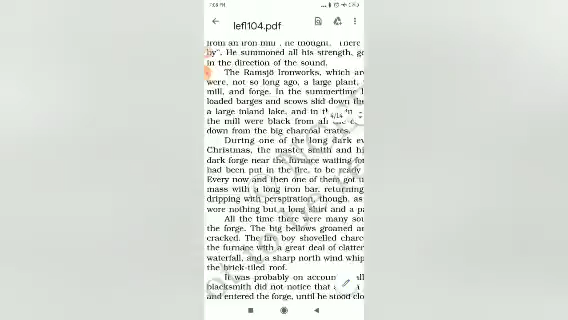 lefl104.pdf
from an iron mill", he thought, "There
by". He summoned all his strength, go
in the direction of the sound.
The Ramsjö Ironworks, which are
were, not so long ago, a large plant,
mill, and forge. In the summertime l
loaded barges and scows slid down the
a large inland lake, and in
4/14
the mill were black from
down from the big charcoal crates.
During one of the long dark ev
Christmas, the master smith and hi
dark forge near the furnace waiting for
had been put in the fire, to be ready
Every now and then one of them got u
mass with a long iron bar, returning
dripping with perspiration, though, as
wore nothing but a long shirt and a pa
All the time there were many sou
the forge. The big bellows groaned an
cracked. The fire boy shovelled charc
the furnace with a great deal of clatter
waterfall, and a sharp north wind whip
the brick-tiled roof.
It was probably on accoun
blacksmith did not notice that
and entered the forge, until he stood clo